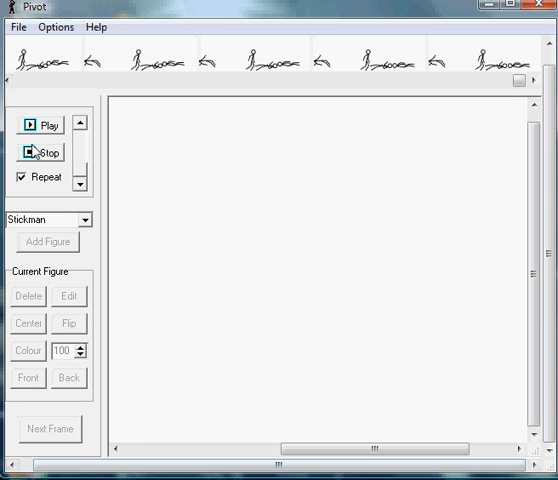 Pivot
File Options Help
Play
Stop
Repeat
Stickman
Add Figure
Current Figure
Delete Edit
Center Flip
Colour 100
Front Back
Next Frame